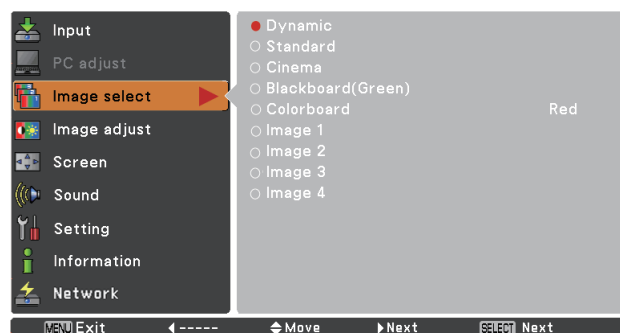 Input
PC adjust
Image select
Image adjust
Screen
Sound
Setting
Information
Network
Dynamic
Standard
Cinema
Blackboard(Green)
Colorboard Red
Image 1
Image 2
Image 3
Image 4
MENU Exit ----- Move Next SELECT Next